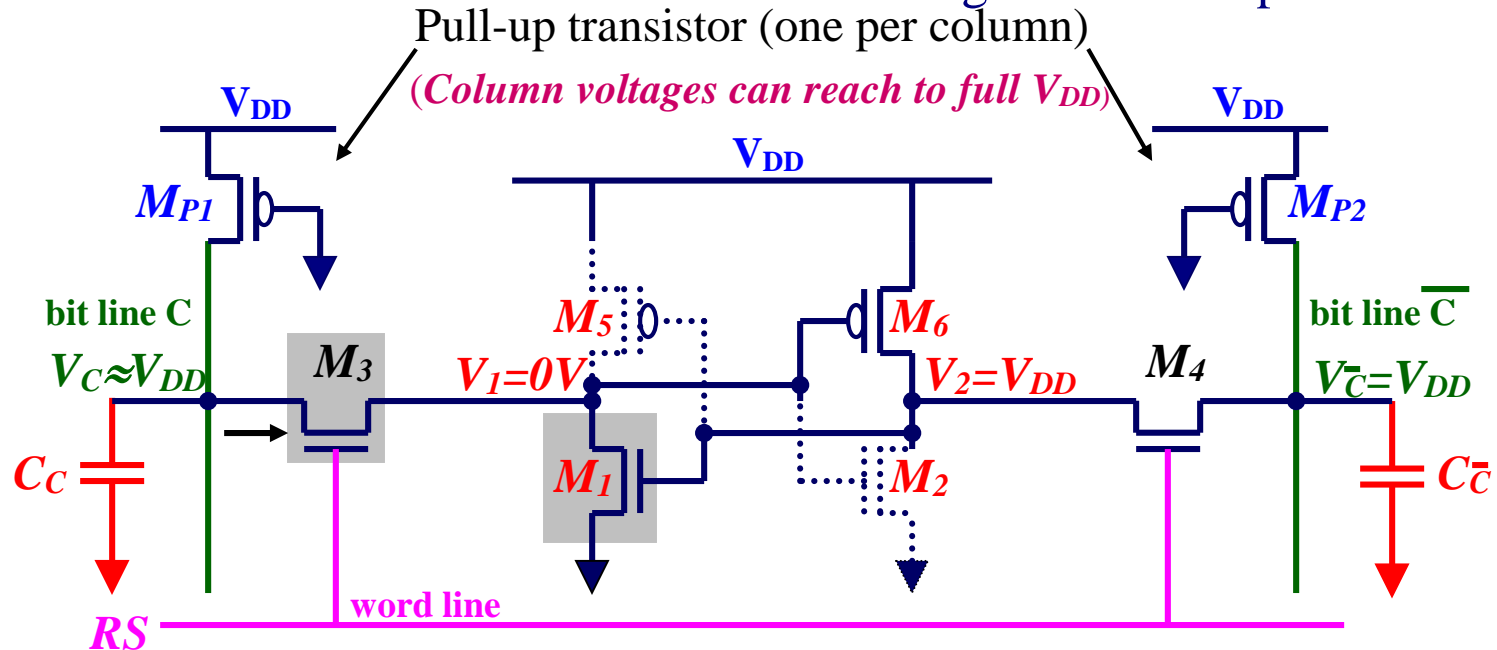 Pull-up transistor (one per column)
(Column voltages can reach to full VDD)
VDD
VDD
VDD
MP1
MP2
M5
M6
bit line C
bit line C̅
VC≈VDD
M3
V1=0V
V2=VDD
M4
VC̅=VDD
CC
M1
M2
CC̅
word line
RS